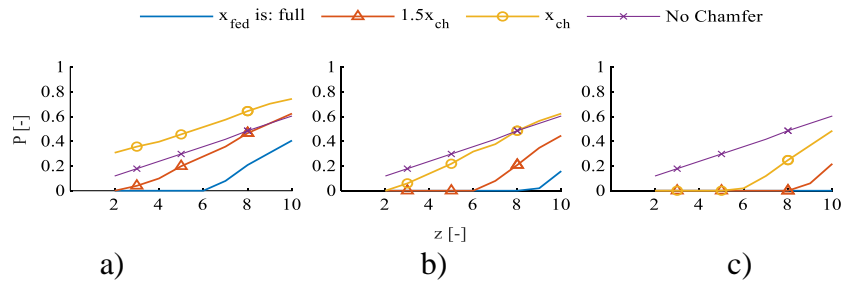 x_fed is: full 1.5x_ch x_ch No Chamfer
1 1 1
0.8 0.8 0.8
0.6 0.6 0.6
P [-] 0.4 0.4 0.4
0.2 0.2 0.2
0 0 0
2 4 6 8 10 2 4 6 8 10 2 4 6 8 10
z [-]
a) b) c)